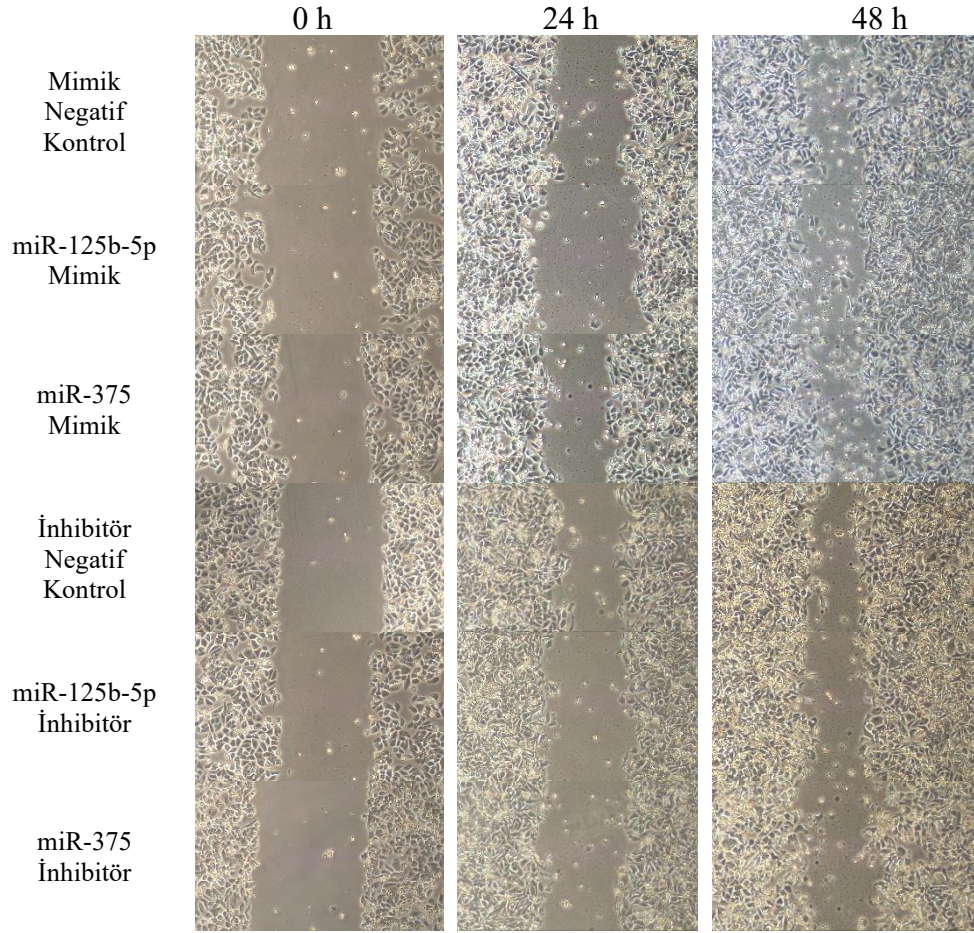 0 h
24 h
48 h
Mimik
Negatif
Kontrol
miR-125b-5p
Mimik
miR-375
Mimik
İnhibitör
Negatif
Kontrol
miR-125b-5p
İnhibitör
miR-375
İnhibitör